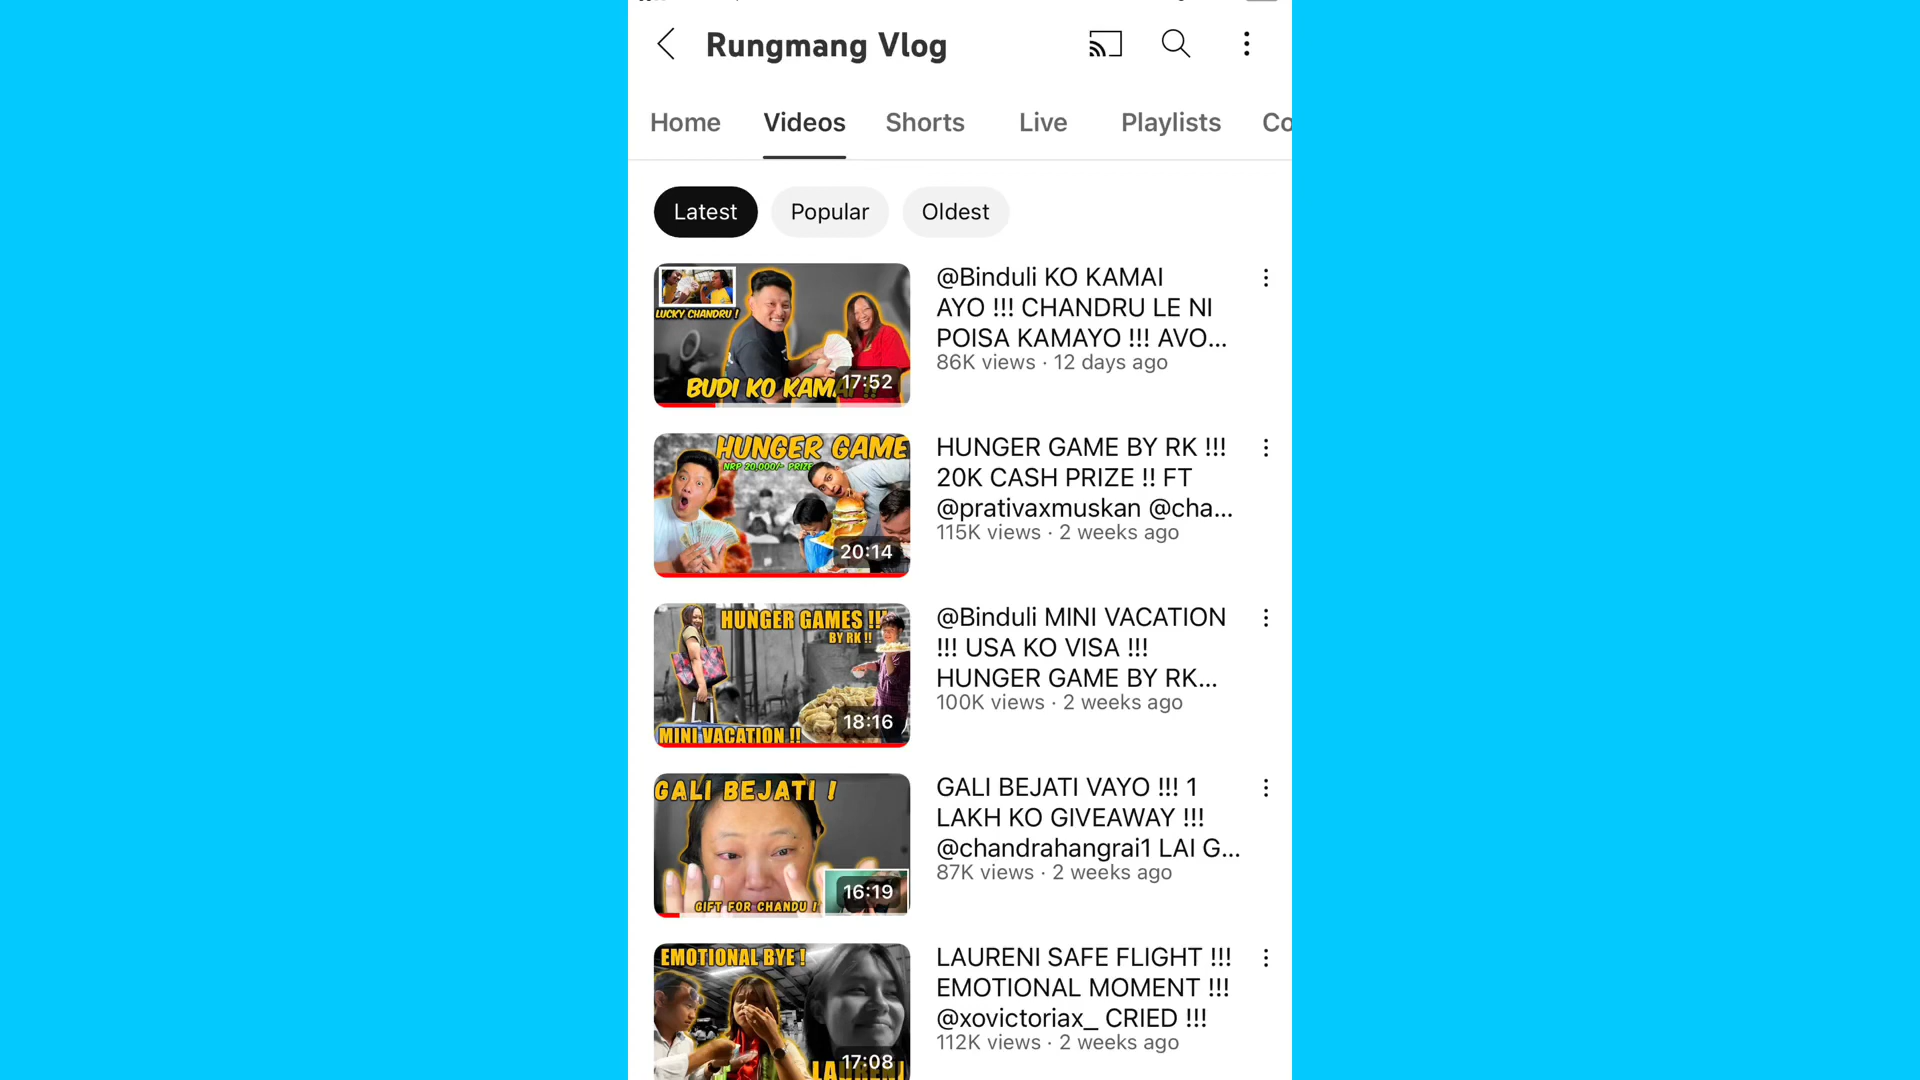 Rungmang Vlog
Home Videos Shorts Live Playlists Co
Latest Popular Oldest
LUCKY CHANDRU !
BUDI KO KAMAI !!
17:52
@Binduli KO KAMAI
AYO !!! CHANDRU LE NI
POISA KAMAYO !!! AVO...
86K views · 12 days ago
HUNGER GAME
NRP 20,000/- PRIZE
20:14
HUNGER GAME BY RK !!!
20K CASH PRIZE !! FT
@prativaxmuskan @cha...
115K views · 2 weeks ago
HUNGER GAMES !!
BY RK !!
MINI VACATION !!
18:16
@Binduli MINI VACATION
!!! USA KO VISA !!!
HUNGER GAME BY RK...
100K views · 2 weeks ago
GALI BEJATI !
GIFT FOR CHANDU !
16:19
GALI BEJATI VAYO !!! 1
LAKH KO GIVEAWAY !!!
@chandrahangrai1 LAI G...
87K views · 2 weeks ago
EMOTIONAL BYE !
LAURENI
17:08
LAURENI SAFE FLIGHT !!!
EMOTIONAL MOMENT !!!
@xovictoriax_ CRIED !!!
112K views · 2 weeks ago